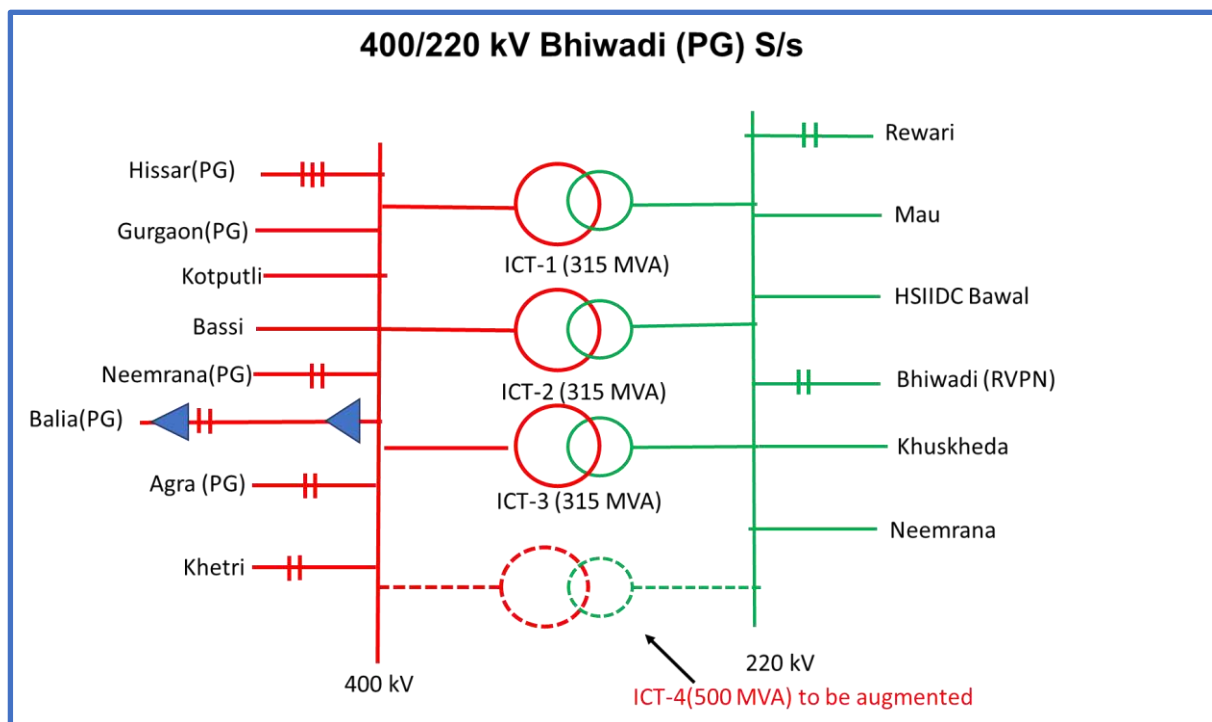 400/220 kV Bhiwadi (PG) S/s
Hissar(PG)
Gurgaon(PG)
Kotputli
Bassi
Neemrana(PG)
Balia(PG)
Agra (PG)
Khetri
400 kV
ICT-1 (315 MVA)
ICT-2 (315 MVA)
ICT-3 (315 MVA)
ICT-4(500 MVA) to be augmented
Rewari
Mau
HSIIDC Bawal
Bhiwadi (RVPN)
Khuskheda
Neemrana
220 kV